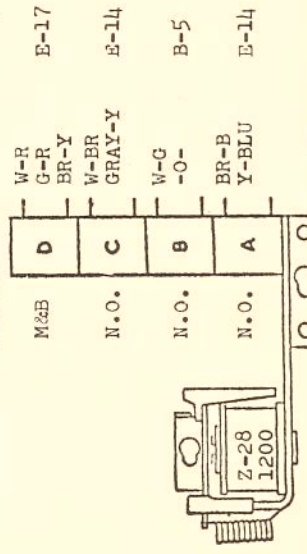 W-R
M&B D G-R E-17
BR-Y
W-BR
N.O. C GRAY-Y E-14
W-G
N.O. B -O- B-5
BR-B
N.O. A Y-BLU E-14
Z-28
1200